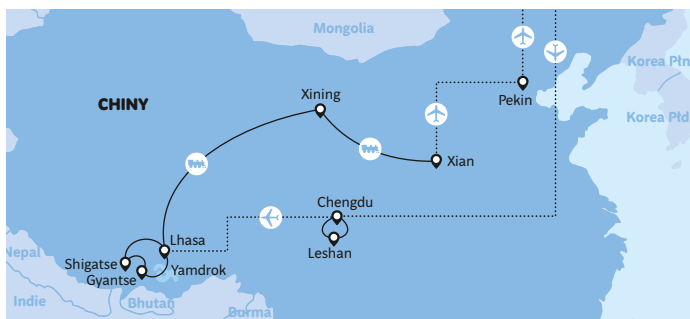 Mongolia
Korea Płn
Xining
CHINY
Pekin
Korea Płd
Xian
Chengdu
Lhasa
Nepal
Leshan
Shigatse
Yamdrok
Gyantse
Indie
Bhutan
Burma